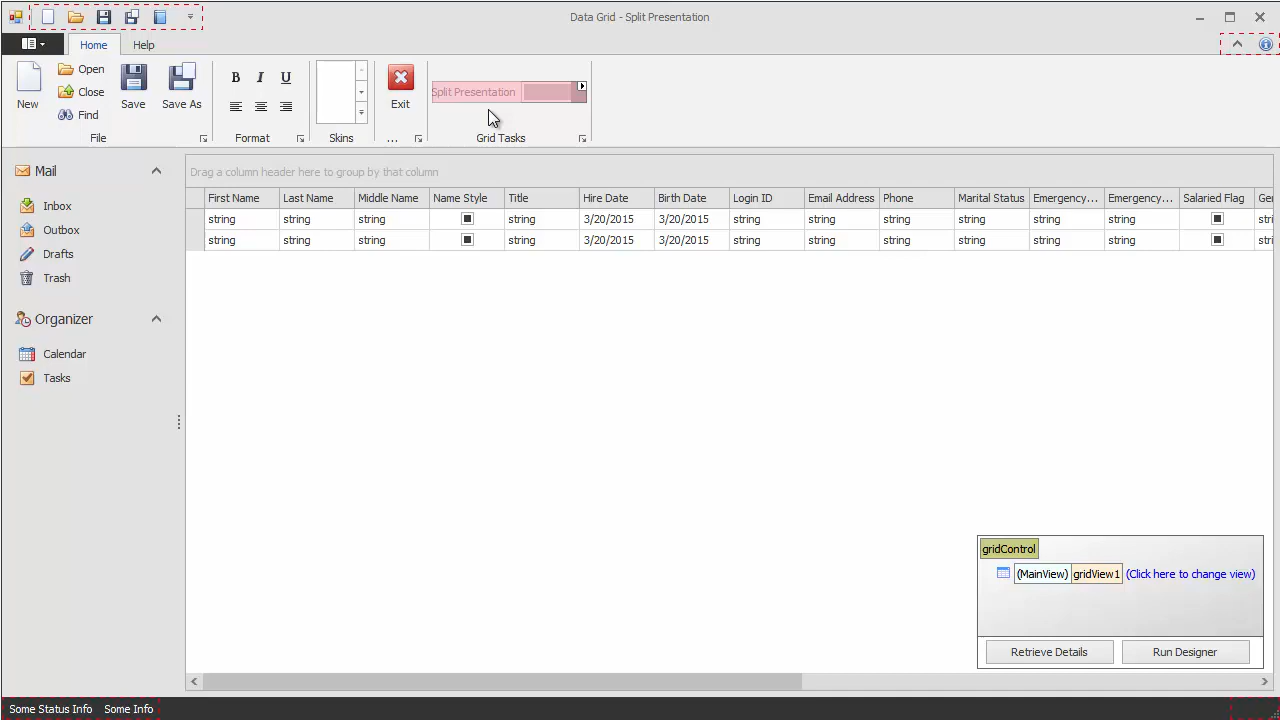 Data Grid - Split Presentation
Home Help
New
Open
Close
Find
Save
Save As
B I U
Exit
Split Presentation
File
Format
Skins
...
Grid Tasks
Mail
Inbox
Outbox
Drafts
Trash
Organizer
Calendar
Tasks
Drag a column header here to group by that column
First Name Last Name Middle Name Name Style Title Hire Date Birth Date Login ID Email Address Phone Marital Status Emergency... Emergency... Salaried Flag Ger
string string string string 3/20/2015 3/20/2015 string string string string string string stri
string string string string 3/20/2015 3/20/2015 string string string string string string stri
gridControl
(MainView) gridView1 (Click here to change view)
Retrieve Details Run Designer
Some Status Info Some Info